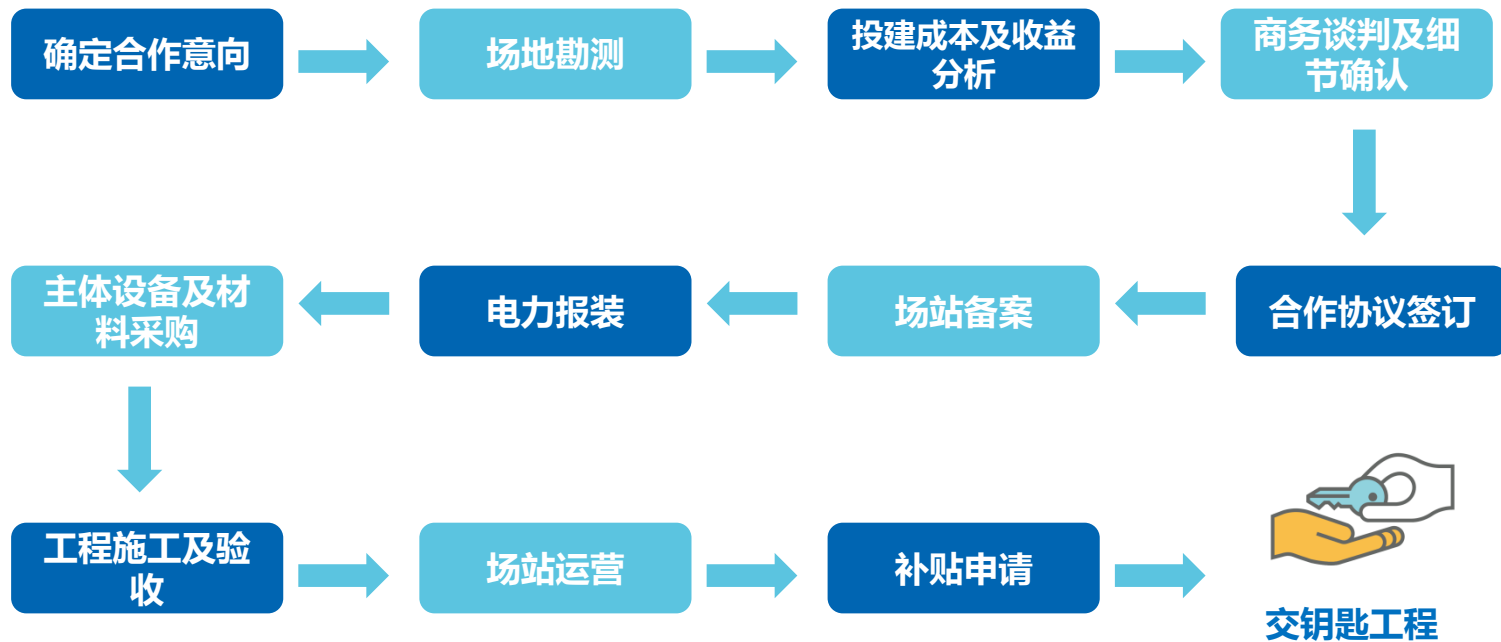 确定合作意向
场地勘测
投建成本及收益
分析
商务谈判及细
节确认
合作协议签订
场站备案
电力报装
主体设备及材
料采购
工程施工及验
收
场站运营
补贴申请
交钥匙工程